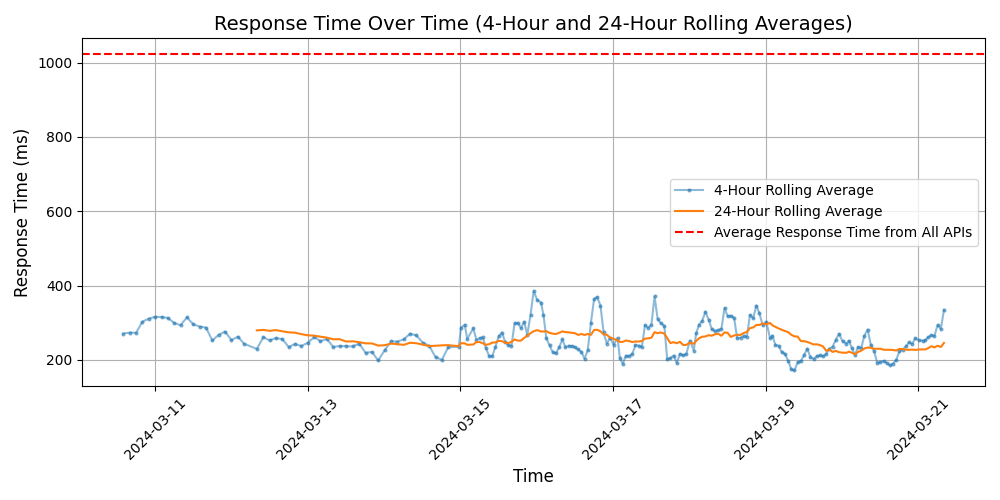 Response Time Over Time (4-Hour and 24-Hour Rolling Averages)
Response Time (ms)
1000
800
600
400
200
4-Hour Rolling Average
24-Hour Rolling Average
Average Response Time from All APIs
2024-03-11
2024-03-13
2024-03-15
2024-03-17
2024-03-19
2024-03-21
Time